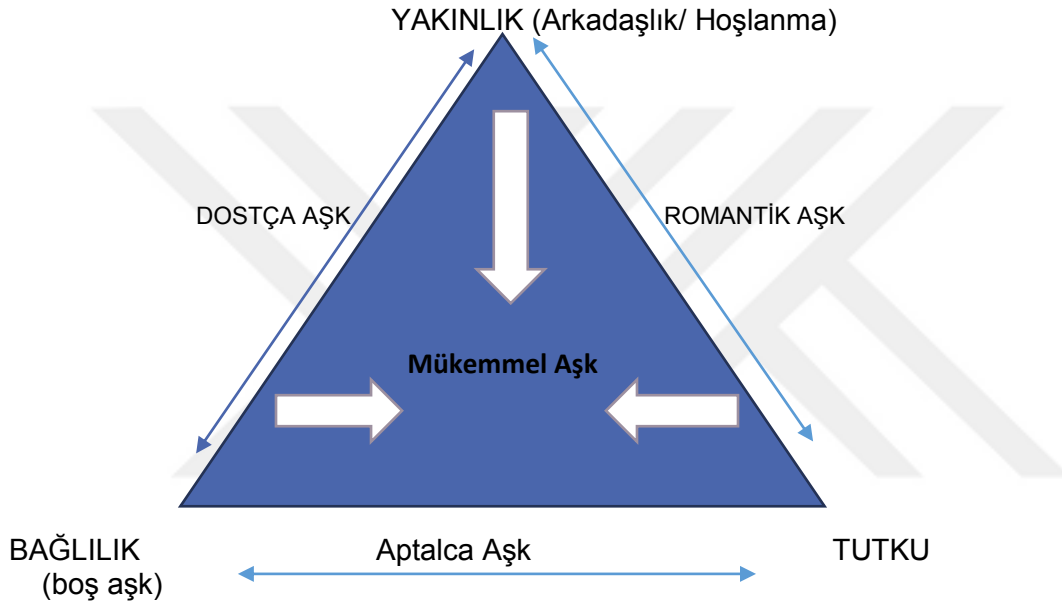 YAKINLIK (Arkadaşlık/ Hoşlanma)
DOSTÇA AŞK
ROMANTİK AŞK
Mükemmel Aşk
BAĞLILIK
(boş aşk)
Aptalca Aşk
TUTKU